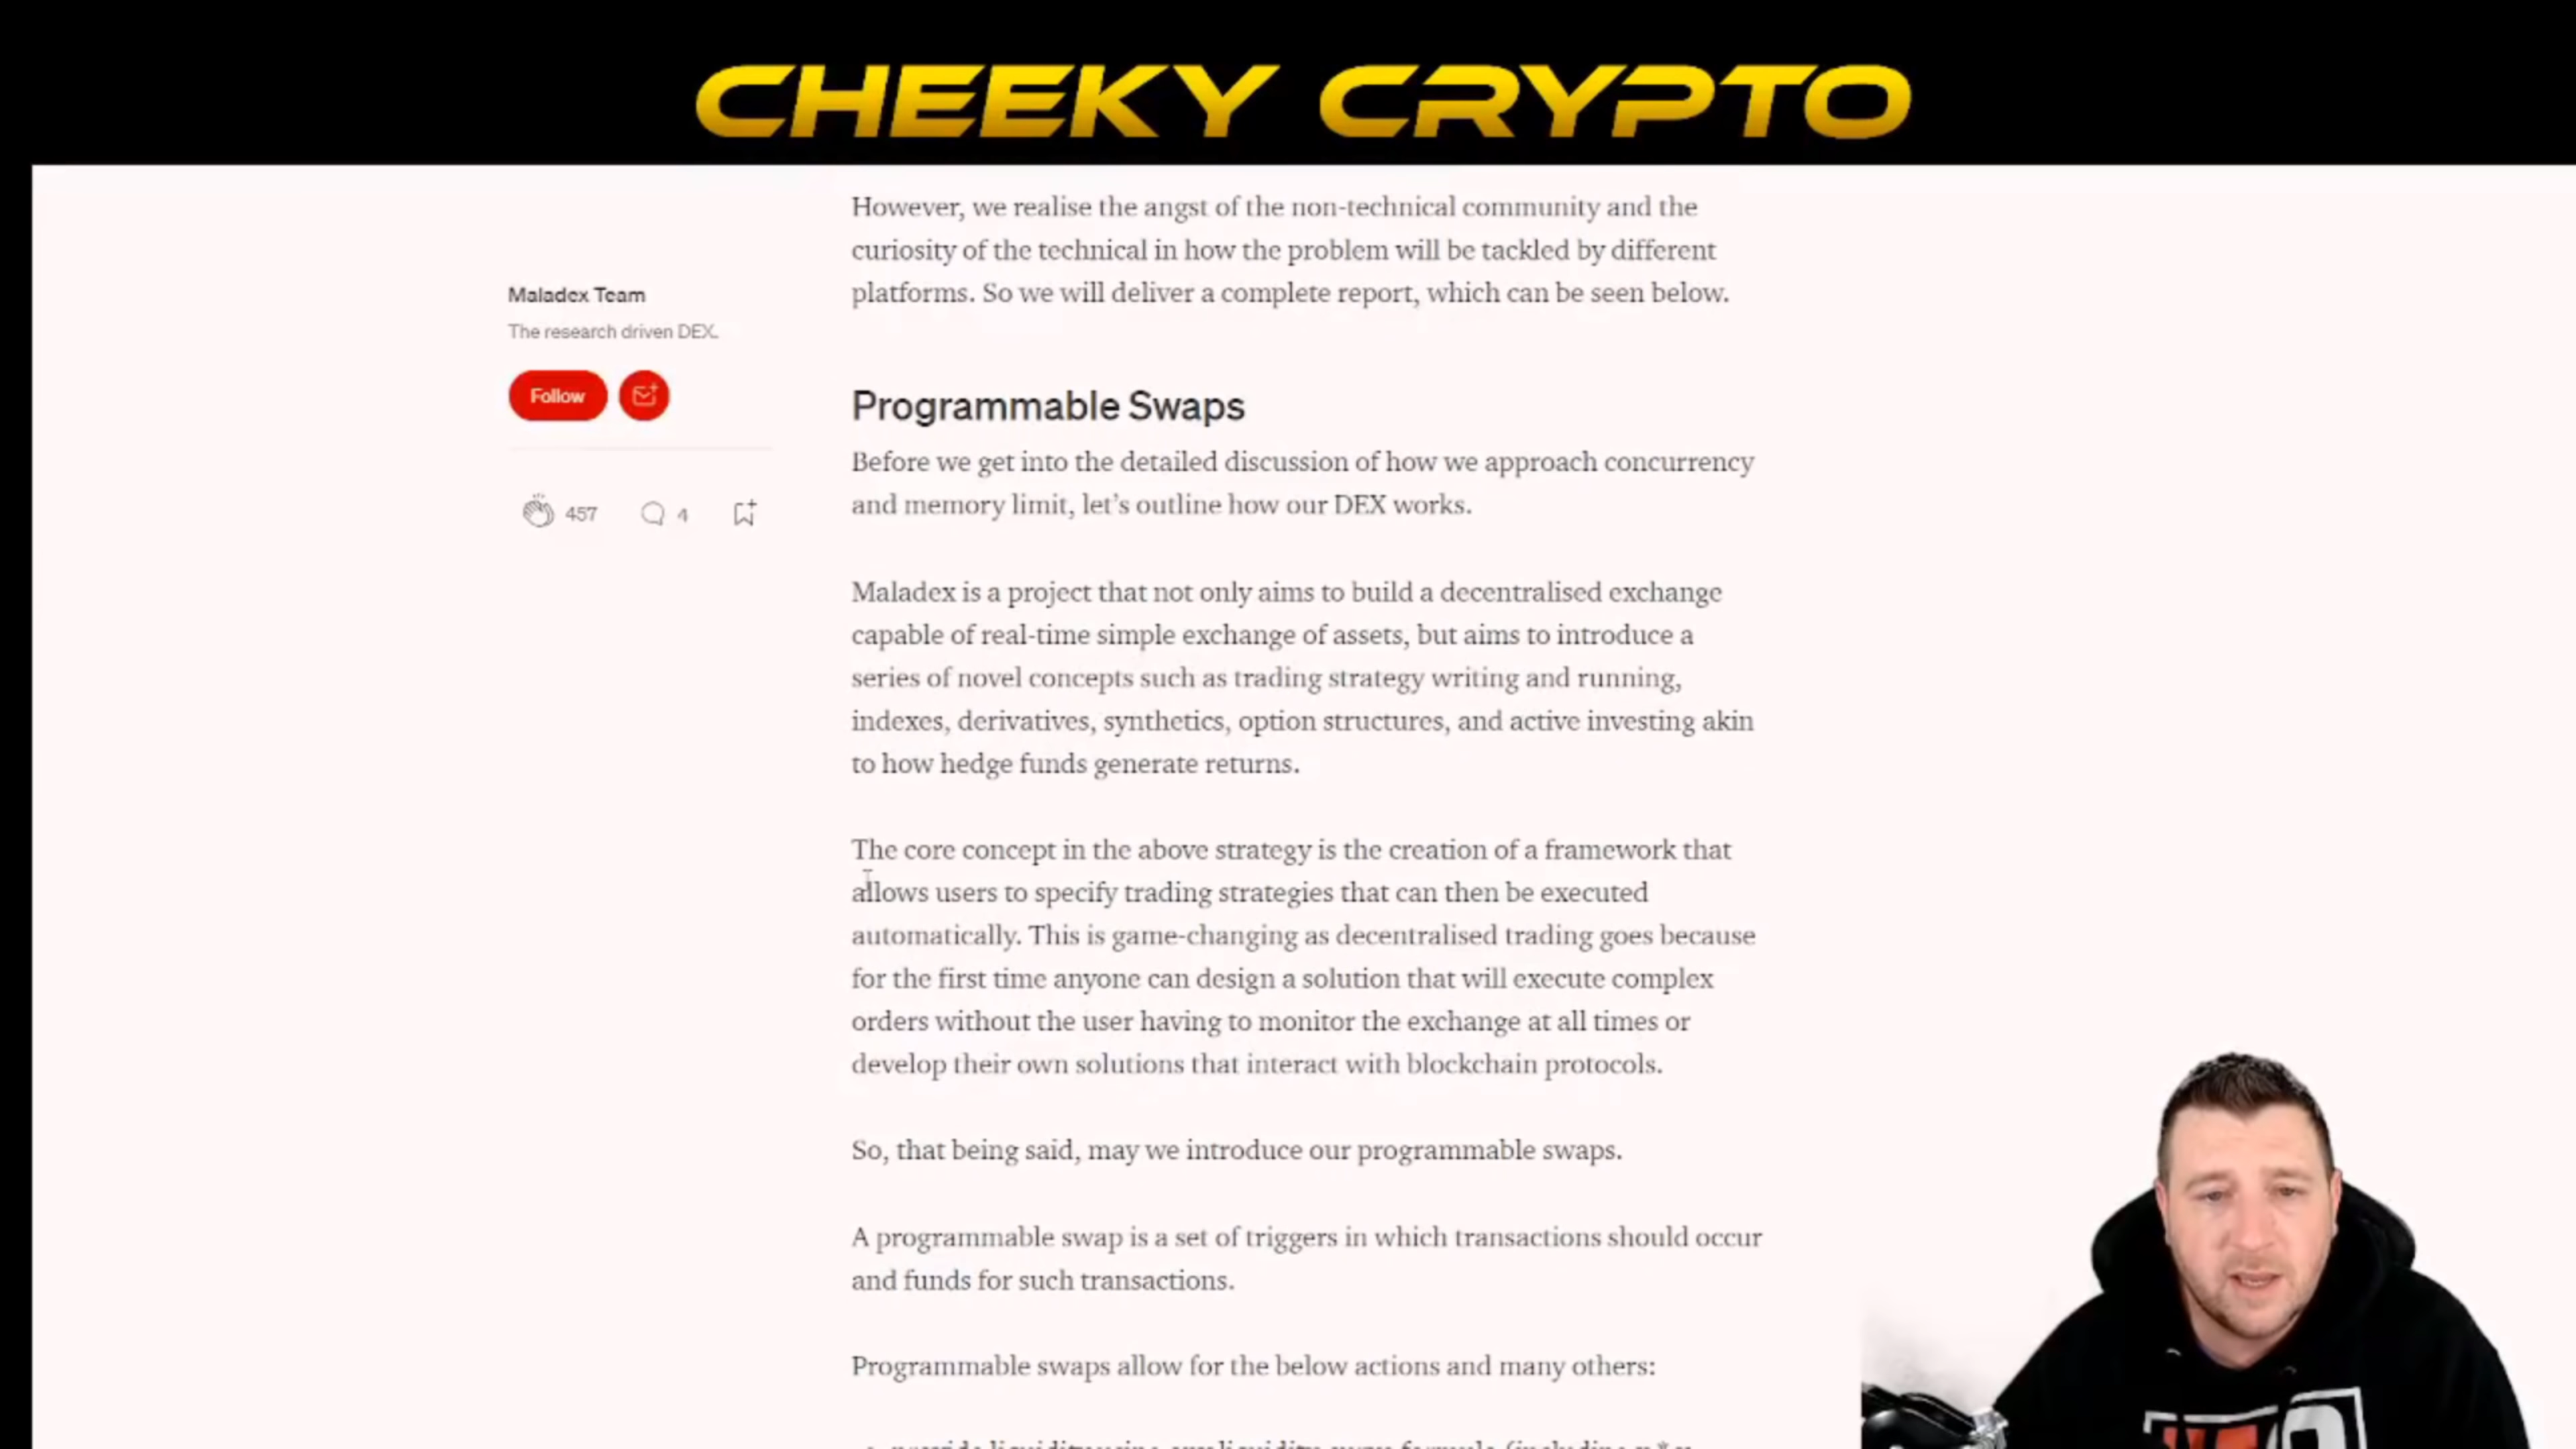 CHEEKY CRYPTO
However, we realise the angst of the non-technical community and the
curiosity of the technical in how the problem will be tackled by different
platforms. So we will deliver a complete report, which can be seen below.
Maladex Team
The research driven DEX.
Follow
457
4
Programmable Swaps
Before we get into the detailed discussion of how we approach concurrency
and memory limit, let's outline how our DEX works.
Maladex is a project that not only aims to build a decentralised exchange
capable of real-time simple exchange of assets, but aims to introduce a
series of novel concepts such as trading strategy writing and running,
indexes, derivatives, synthetics, option structures, and active investing akin
to how hedge funds generate returns.
The core concept in the above strategy is the creation of a framework that
allows users to specify trading strategies that can then be executed
automatically. This is game-changing as decentralised trading goes because
for the first time anyone can design a solution that will execute complex
orders without the user having to monitor the exchange at all times or
develop their own solutions that interact with blockchain protocols.
So, that being said, may we introduce our programmable swaps.
A programmable swap is a set of triggers in which transactions should occur
and funds for such transactions.
Programmable swaps allow for the below actions and many others: